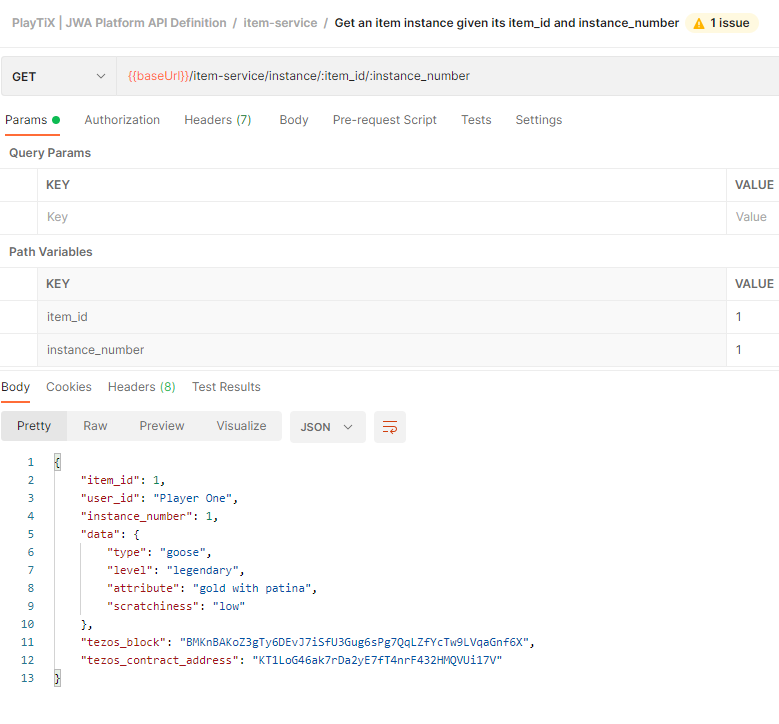 PlayTiX | JWA Platform API Definition / item-service / Get an item instance given its item_id and instance_number 1 issue
GET {{baseUrl}}/item-service/instance/:item_id/:instance_number
Params Authorization Headers (7) Body Pre-request Script Tests Settings
Query Params
KEY VALUE
Key Value
Path Variables
KEY VALUE
item_id 1
instance_number 1
Body Cookies Headers (8) Test Results
Pretty Raw Preview Visualize JSON
1 {
2 "item_id": 1,
3 "user_id": "Player One",
4 "instance_number": 1,
5 "data": {
6 "type": "goose",
7 "level": "legendary",
8 "attribute": "gold with patina",
9 "scratchiness": "low"
10 },
11 "tezos_block": "BMKnBAKoZ3gTy6DEvJ7iSfU3Gug6sPg7QqLZfYcTw9LVqaGnf6X",
12 "tezos_contract_address": "KT1LoG46ak7rDa2yE7fT4nrF432HMQVUi17V"
13 }